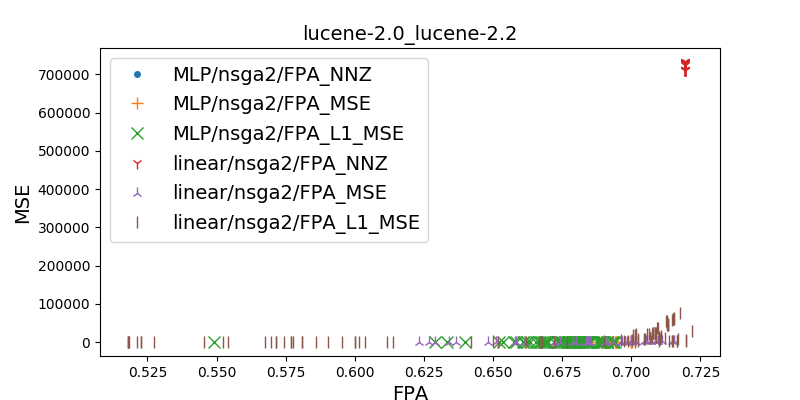 lucene-2.0_lucene-2.2
700000
600000
500000
400000
300000
200000
100000
0
MSE
MLP/nsga2/FPA_NNZ
MLP/nsga2/FPA_MSE
MLP/nsga2/FPA_L1_MSE
linear/nsga2/FPA_NNZ
linear/nsga2/FPA_MSE
linear/nsga2/FPA_L1_MSE
0.525 0.550 0.575 0.600 0.625 0.650 0.675 0.700 0.725
FPA